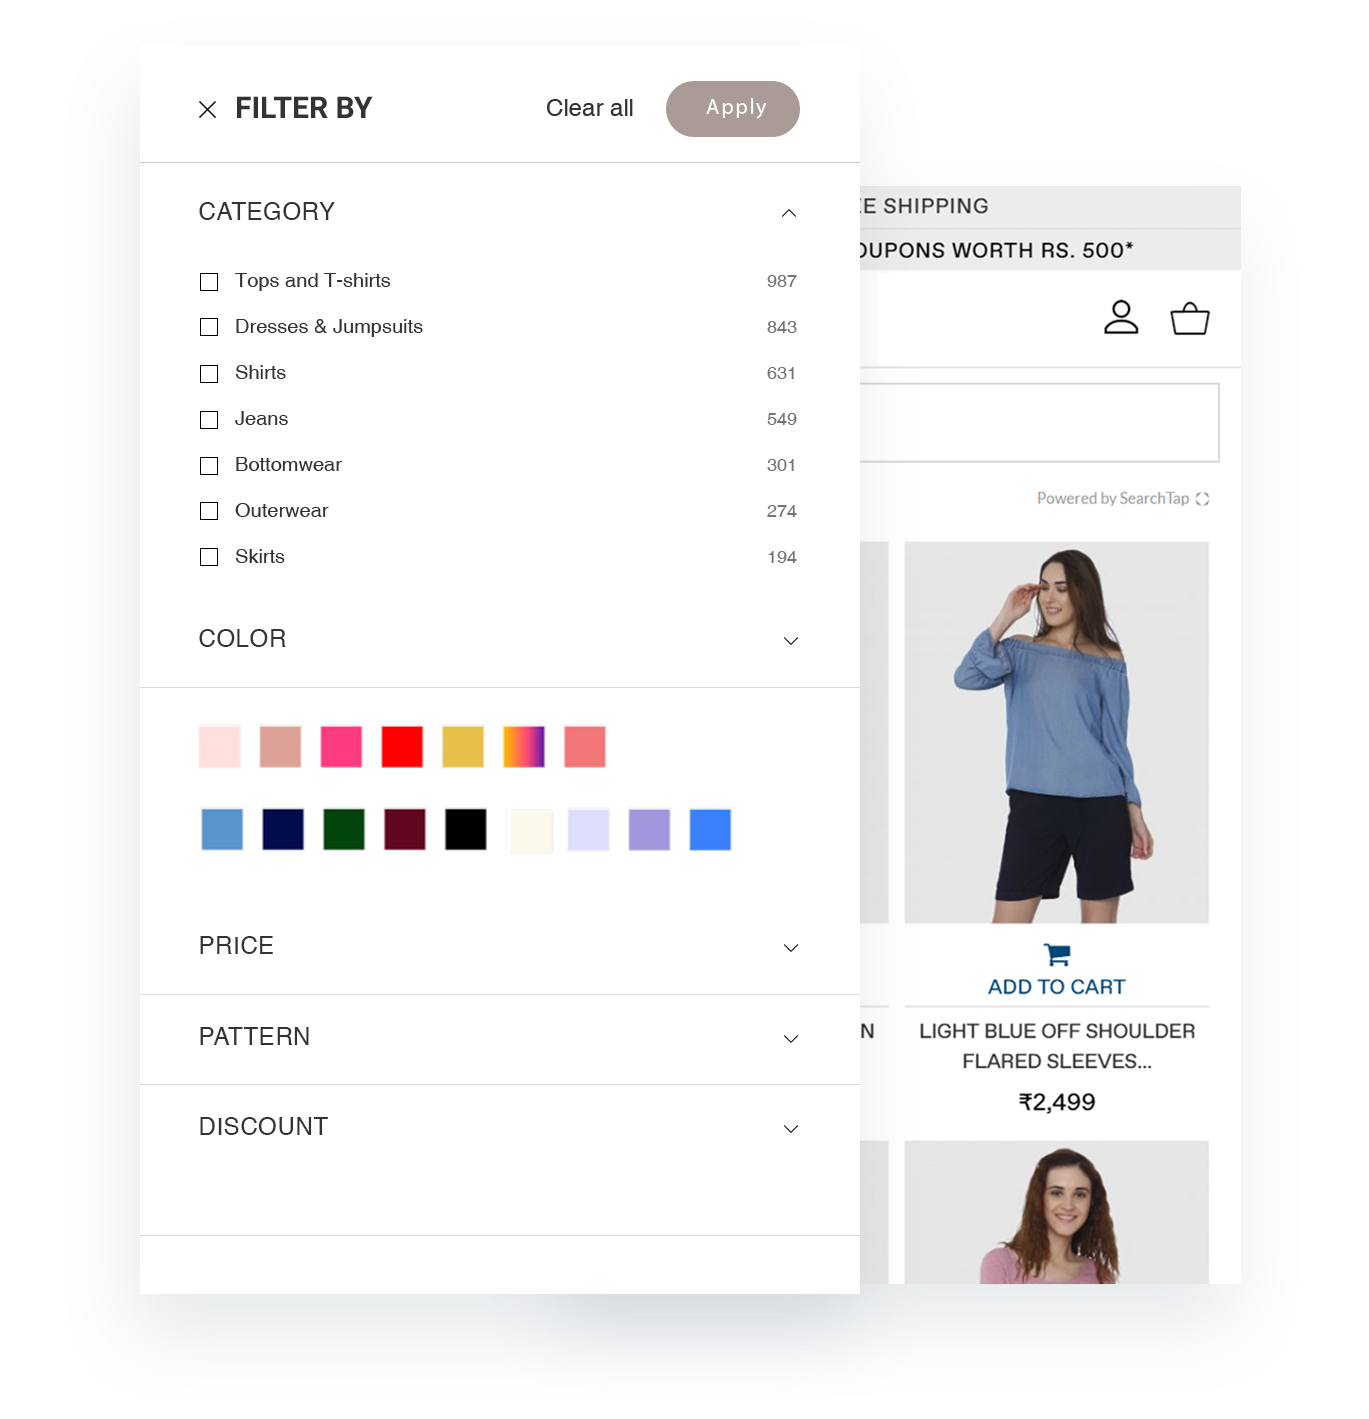 FILTER BY
Clear all
Apply
CATEGORY
Tops and T-shirts 987
Dresses & Jumpsuits 843
Shirts 631
Jeans 549
Bottomwear 301
Outerwear 274
Skirts 194
COLOR
PRICE
PATTERN
DISCOUNT
SHIPPING
WORTH RS. 500*
Powered by SearchTap
ADD TO CART
LIGHT BLUE OFF SHOULDER
FLARED SLEEVES...
₹2,499